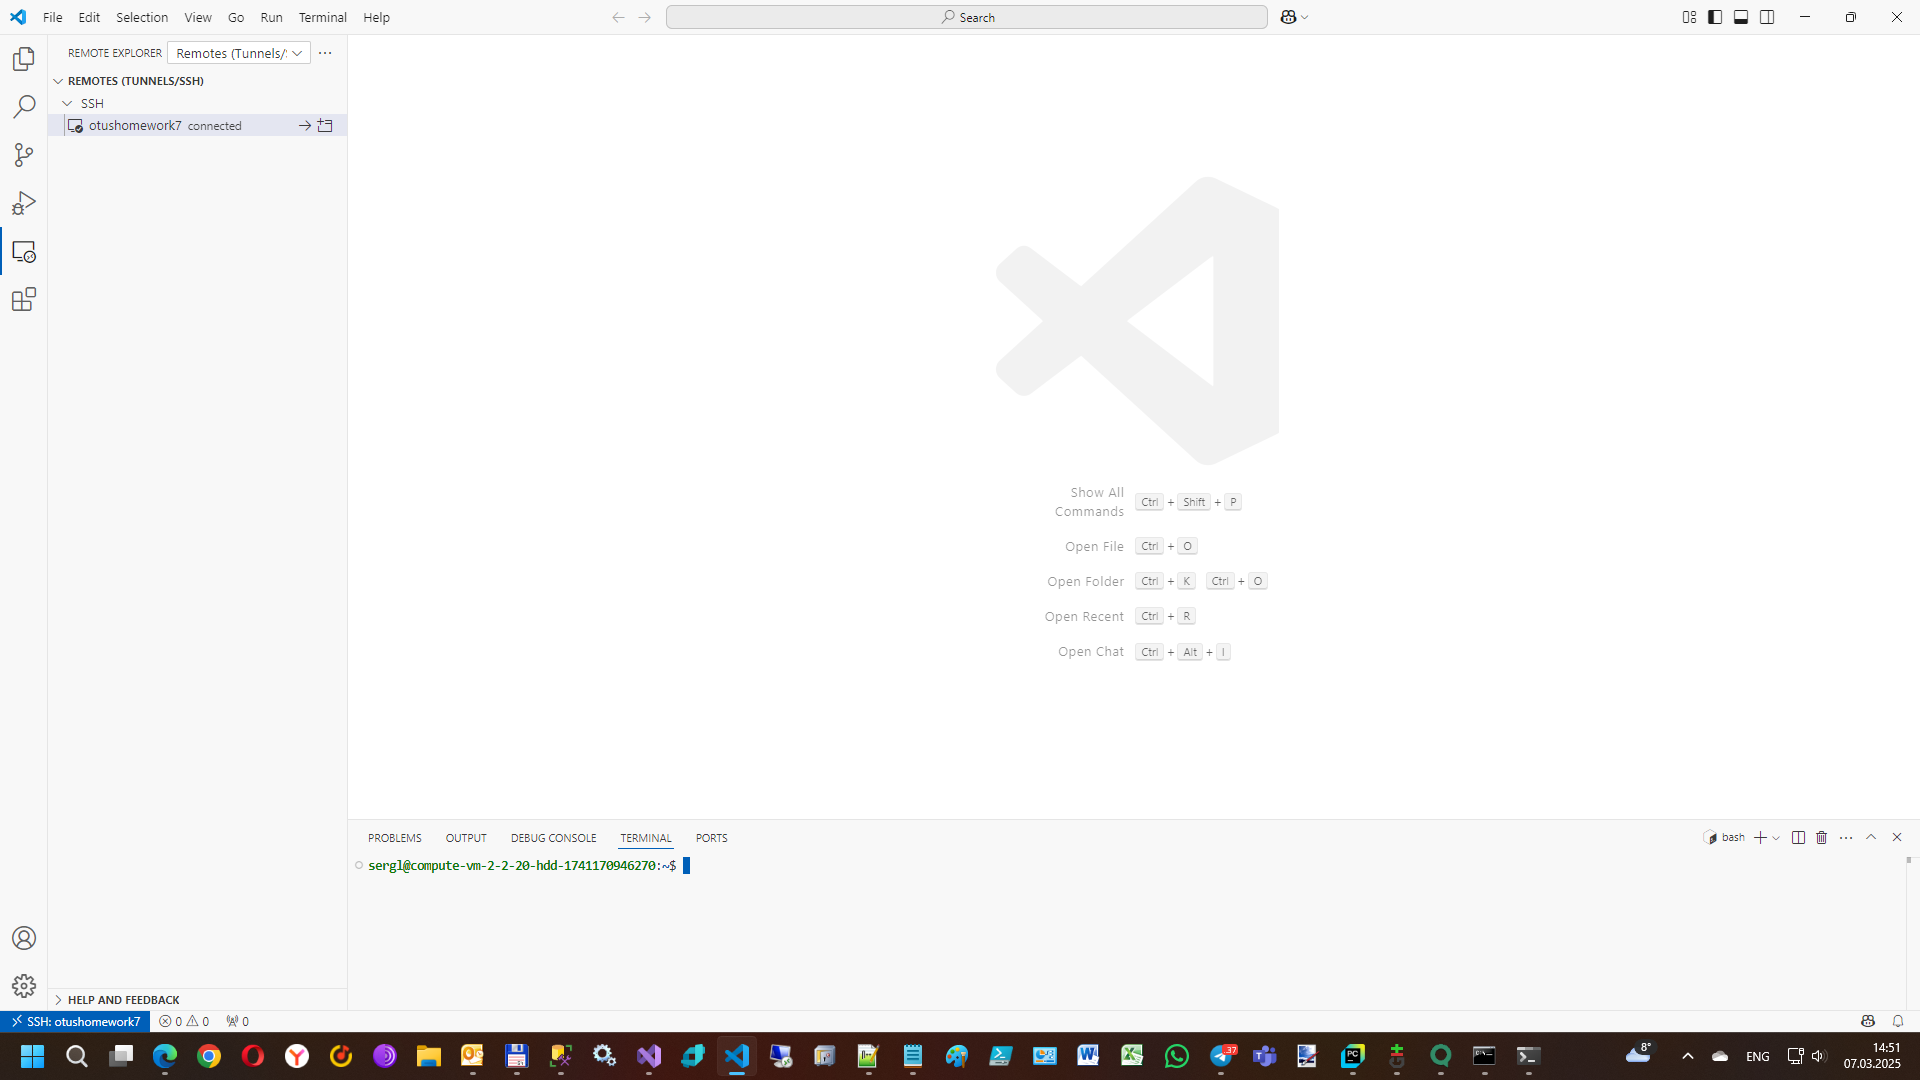 File Edit Selection View Go Run Terminal Help
Search
REMOTE EXPLORER
Remotes (Tunnels/
REMOTES (TUNNELS/SSH)
SSH
otushomework7 connected
Show All Commands Ctrl + Shift + P
Open File Ctrl + O
Open Folder Ctrl + K Ctrl + O
Open Recent Ctrl + R
Open Chat Ctrl + Alt + I
PROBLEMS OUTPUT DEBUG CONSOLE TERMINAL PORTS
bash
sergl@compute-vm-2-2-20-hdd-1741170946270:~$
HELP AND FEEDBACK
SSH: otushomework7 0 0 0
8°
37
ENG
14:51
07.03.2025